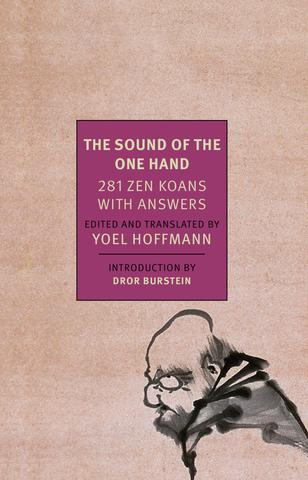 THE SOUND OF THE
ONE HAND
281 ZEN KOANS
WITH ANSWERS
EDITED AND TRANSLATED BY
YOEL HOFFMANN
INTRODUCTION BY
DROR BURSTEIN